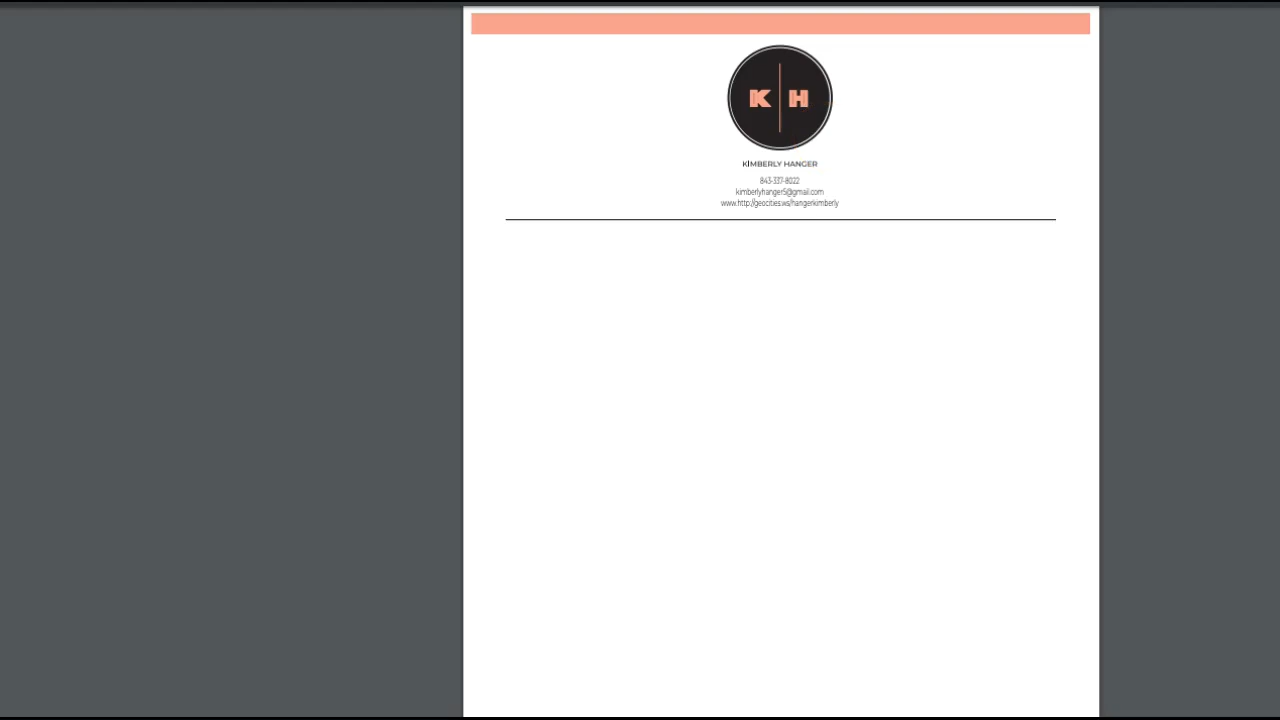 K H
KIMBERLY HANGER
843-337-8022
kimberlyhanger5@gmail.com
www.http://geocities.ws/hangerkimberly